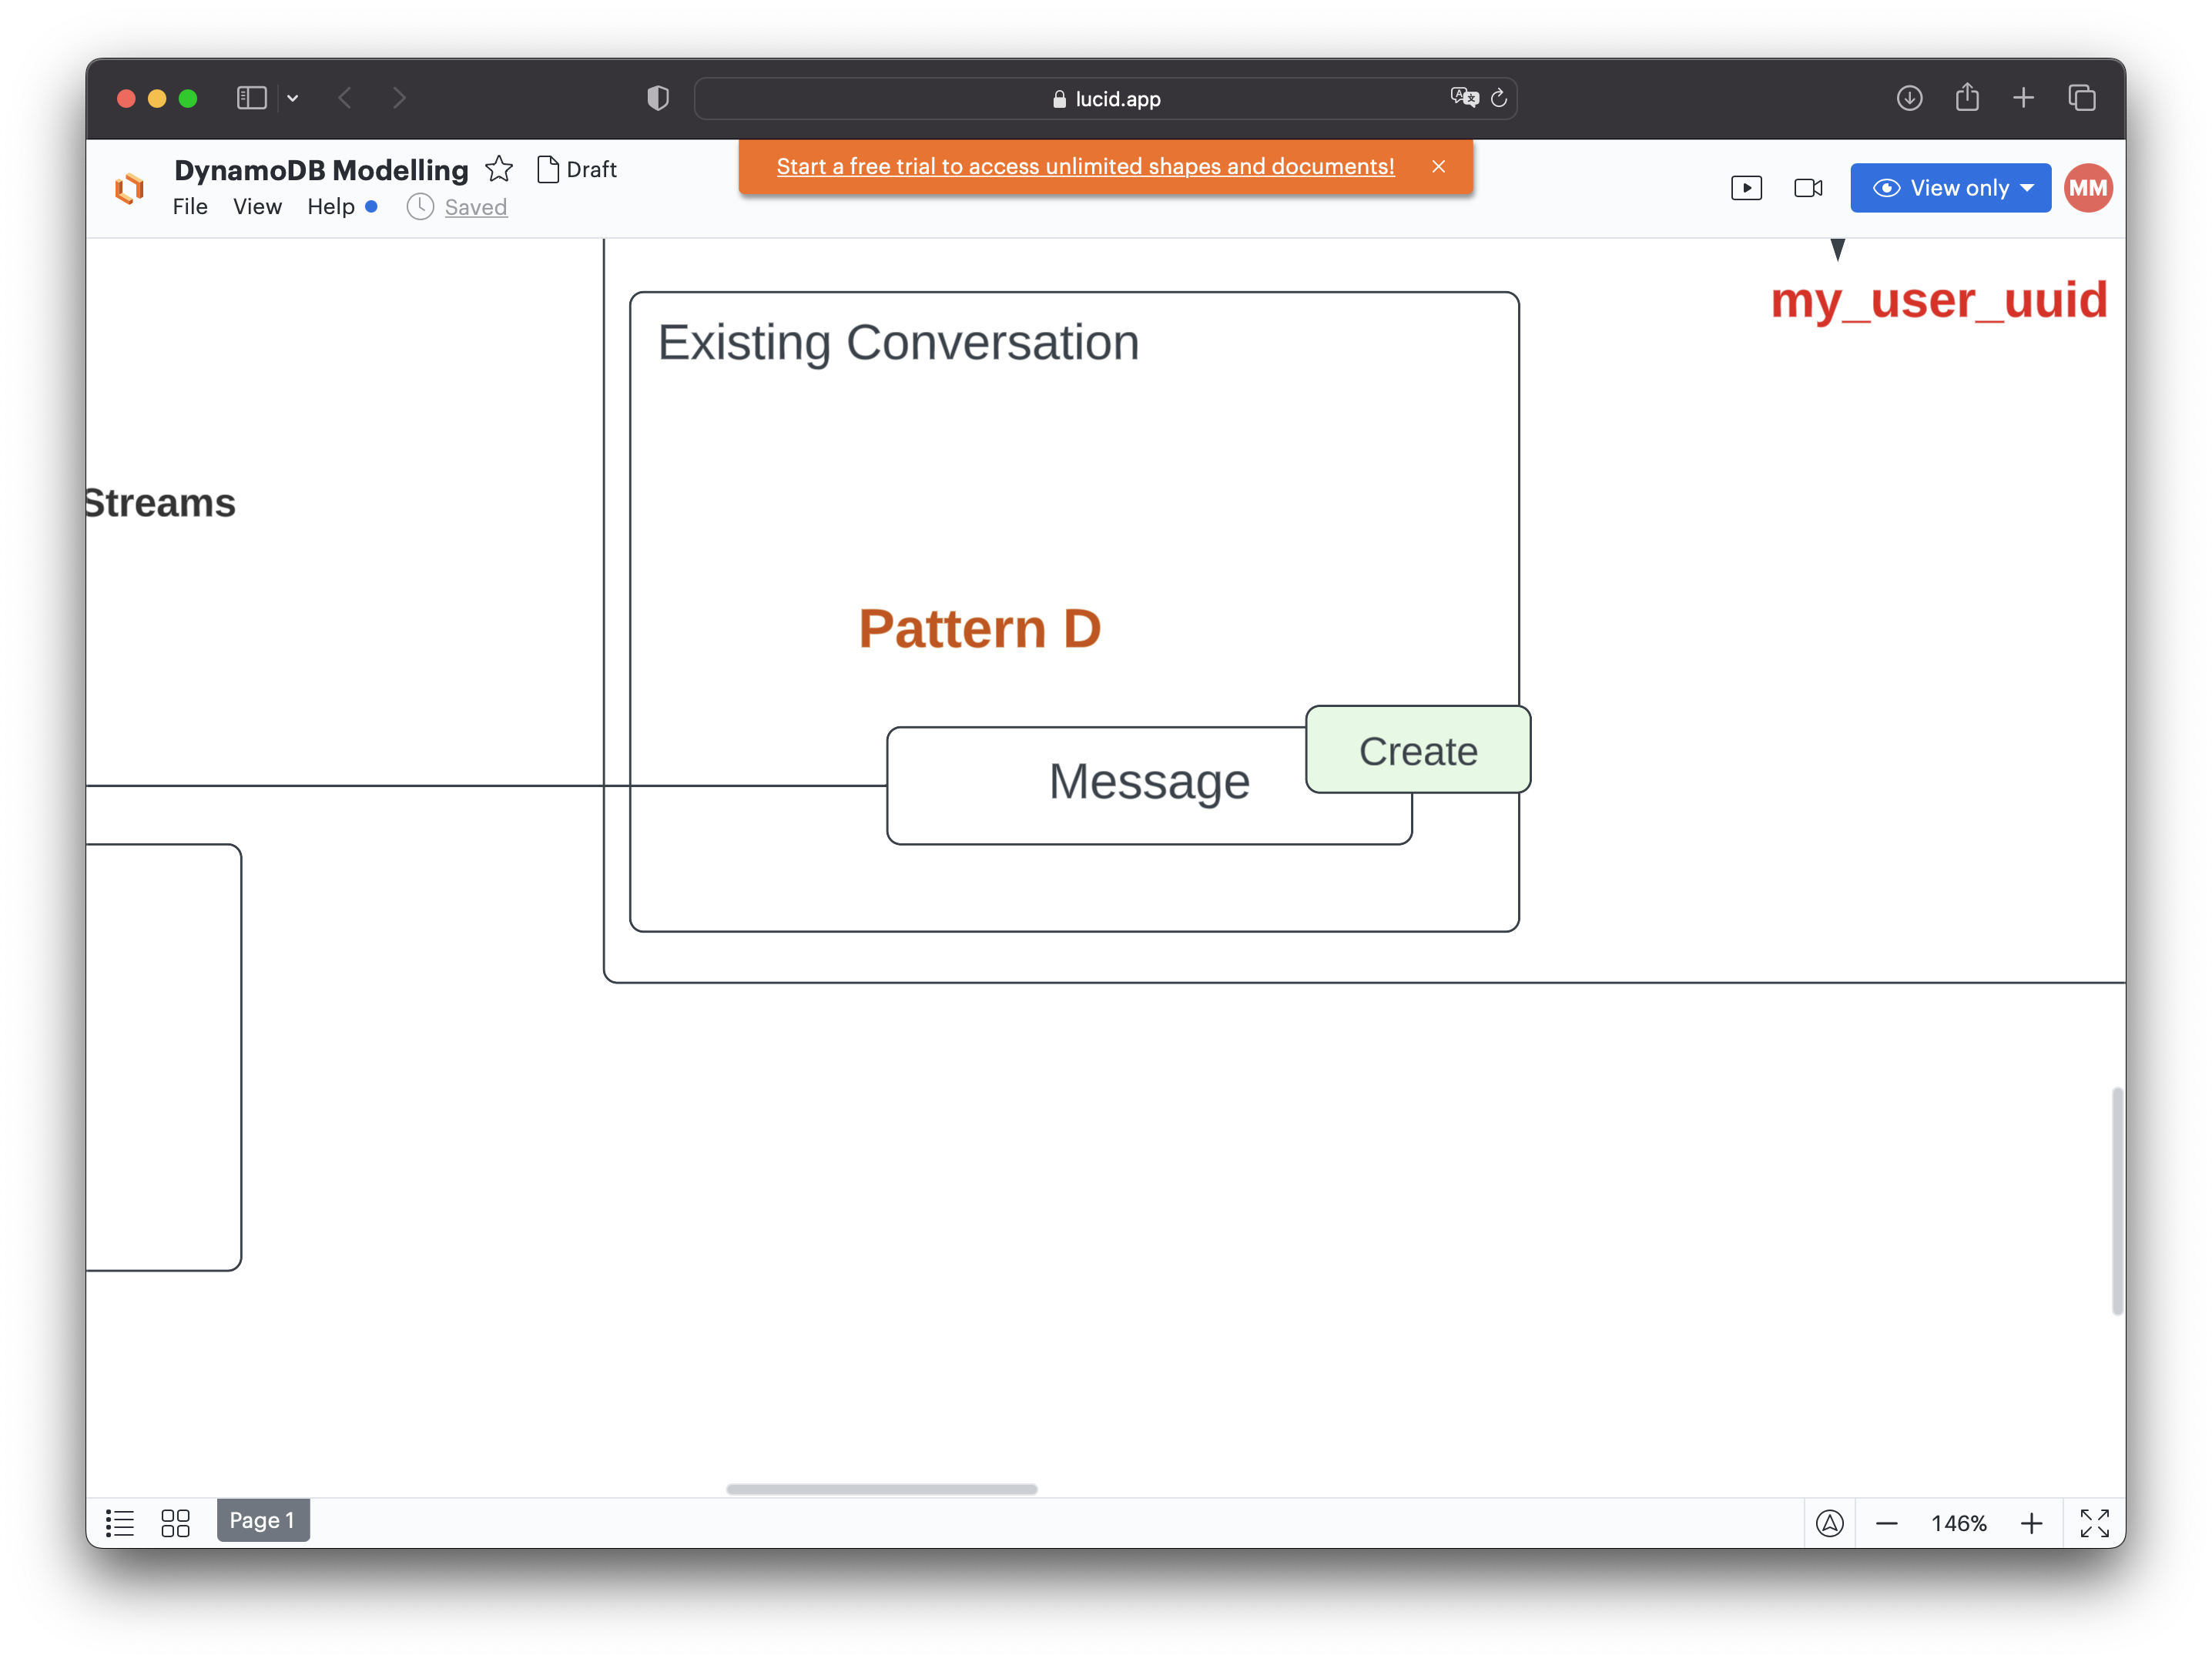 lucid.app
DynamoDB Modelling
Draft
Start a free trial to access unlimited shapes and documents!
File View Help
Saved
View only
MM
my_user_uuid
Existing Conversation
Streams
Pattern D
Create
Message
Page 1
146%